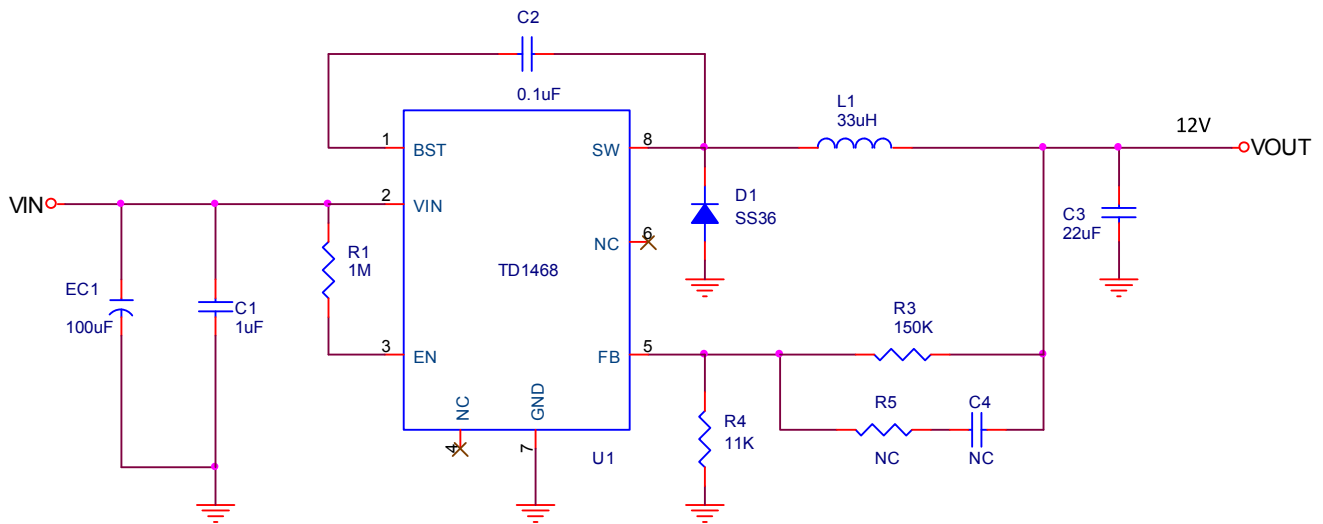 C2
0.1uF
L1
33uH
12V
VOUT
1
BST
SW
8
VIN
2
VIN
D1
SS36
C3
22uF
NC
6
R1
1M
TD1468
EC1
100uF
C1
1uF
R3
150K
3
EN
FB
5
NC
GND
4
7
R4
11K
R5
NC
C4
NC
U1